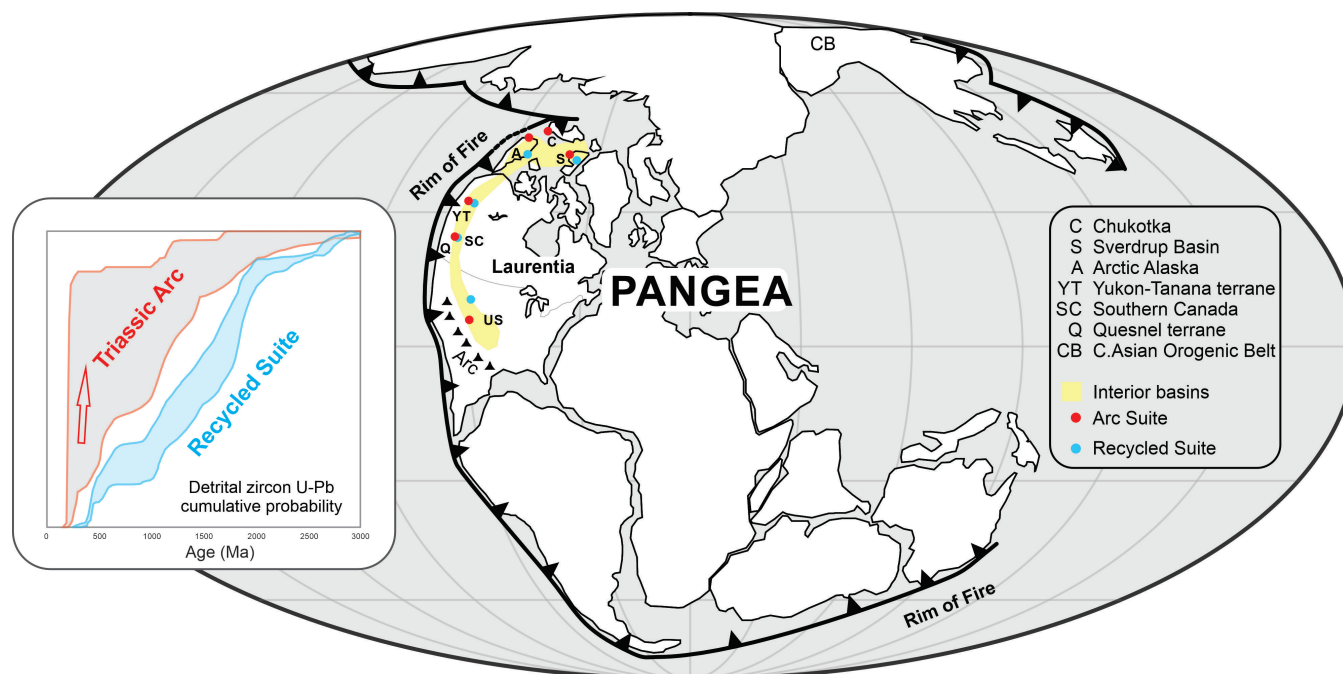 CB
Rim of Fire
C
A
S
YT
Q
SC
Laurentia
PANGEA
US
Arc
Rim of Fire
Triassic Arc
Recycled Suite
Detrital zircon U-Pb
cumulative probability
0 500 1000 1500 2000 2500 3000
Age (Ma)
C Chukotka
S Sverdrup Basin
A Arctic Alaska
YT Yukon-Tanana terrane
SC Southern Canada
Q Quesnel terrane
CB C.Asian Orogenic Belt
Interior basins
Arc Suite
Recycled Suite